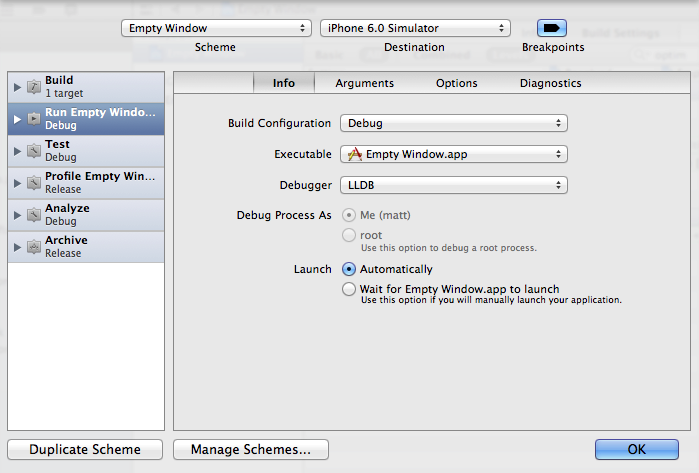 Empty Window
iPhone 6.0 Simulator
Scheme
Destination
Breakpoints
Build
1 target
Run Empty Windo...
Debug
Test
Debug
Profile Empty Win...
Release
Analyze
Debug
Archive
Release
Info
Arguments
Options
Diagnostics
Build Configuration
Debug
Executable
Empty Window.app
Debugger
LLDB
Debug Process As
Me (matt)
root
Use this option to debug a root process.
Launch
Automatically
Wait for Empty Window.app to launch
Use this option if you will manually launch your application.
Duplicate Scheme
Manage Schemes...
OK